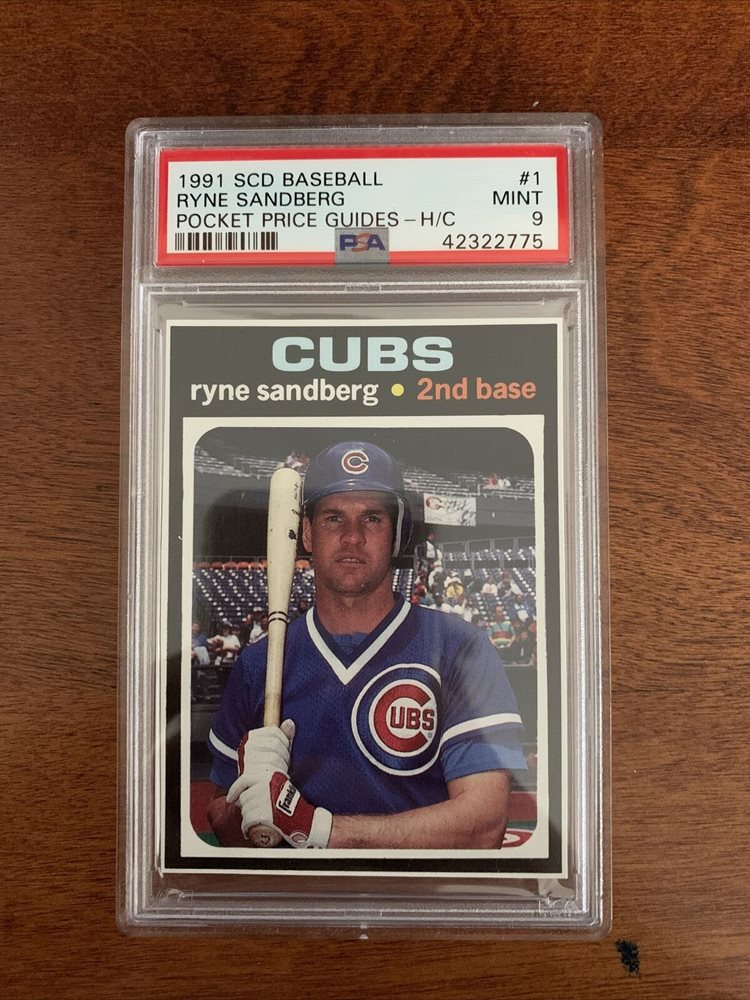 1991 SCD BASEBALL #1
RYNE SANDBERG MINT
POCKET PRICE GUIDES - H/C 9
PSA 42322775
CUBS
ryne sandberg • 2nd base
C
CUBS
Franklin